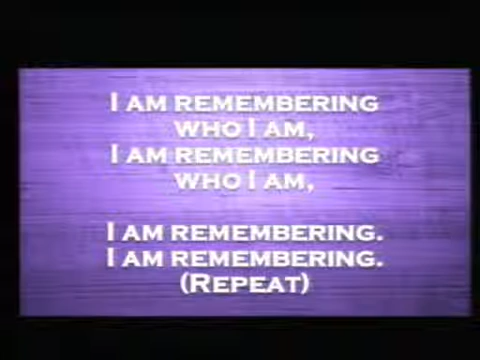 I AM REMEMBERING
WHO I AM,
I AM REMEMBERING
WHO I AM,
I AM REMEMBERING.
I AM REMEMBERING.
(REPEAT)